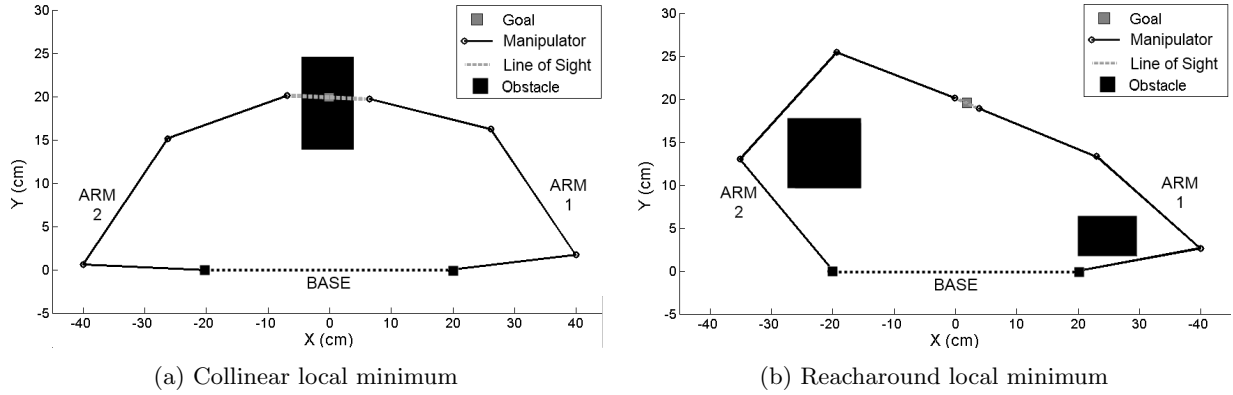 30
25
20
15
10
5
0
-5
Y (cm)
Goal
Manipulator
Line of Sight
Obstacle
ARM
2
ARM
1
BASE
-40 -30 -20 -10 0 10 20 30 40
X (cm)
(a) Collinear local minimum
30
25
20
15
10
5
0
-5
Y (cm)
Goal
Manipulator
Line of Sight
Obstacle
ARM
2
ARM
1
BASE
-40 -30 -20 -10 0 10 20 30 -40
X (cm)
(b) Reacharound local minimum